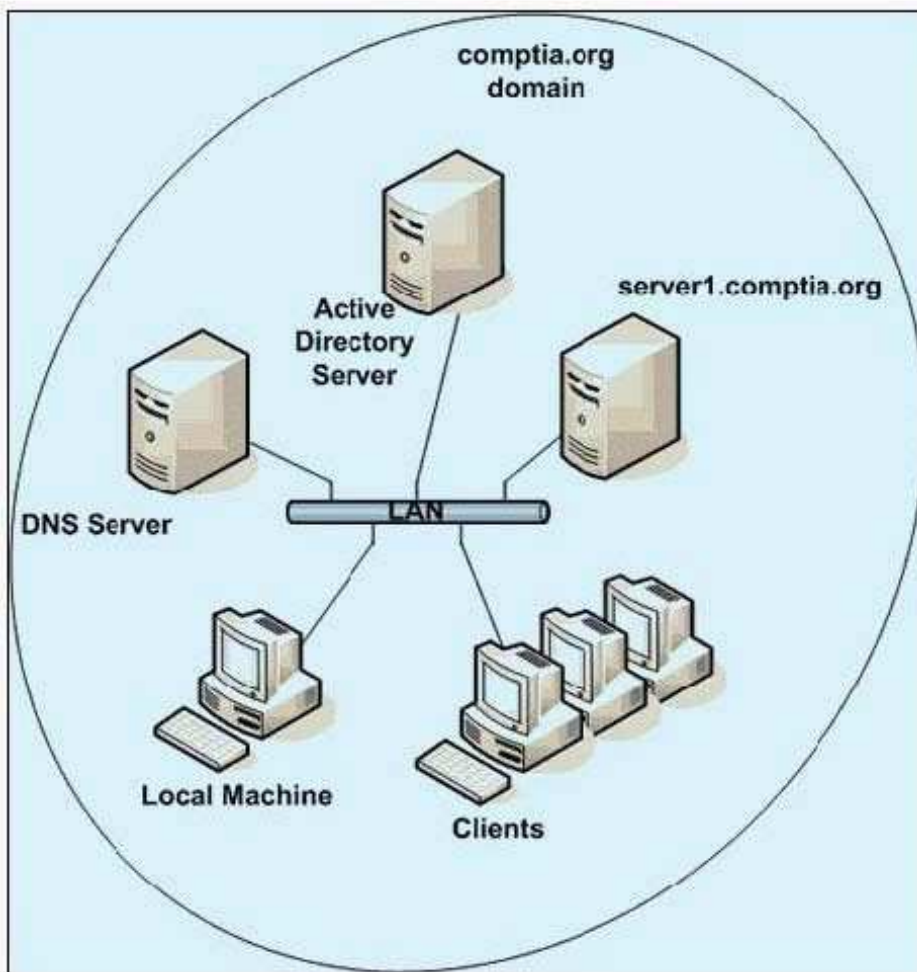 comptia.org
domain
server1.comptia.org
Active
Directory
Server
DNS Server
LAN
Local Machine
Clients